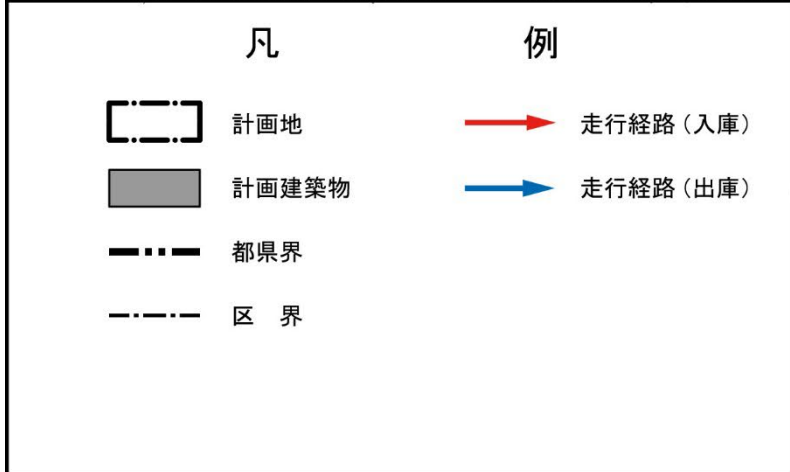 凡　例
計画地
走行経路（入庫）
計画建築物
走行経路（出庫）
都県界
区　界